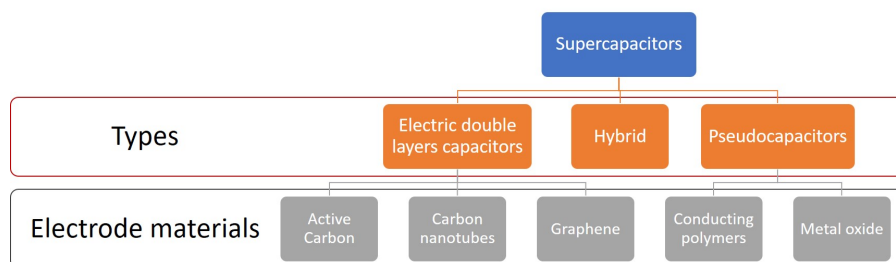 Supercapacitors
Types
Electric double
layers capacitors
Hybrid
Pseudocapacitors
Electrode materials
Active
Carbon
Carbon
nanotubes
Graphene
Conducting
polymers
Metal oxide